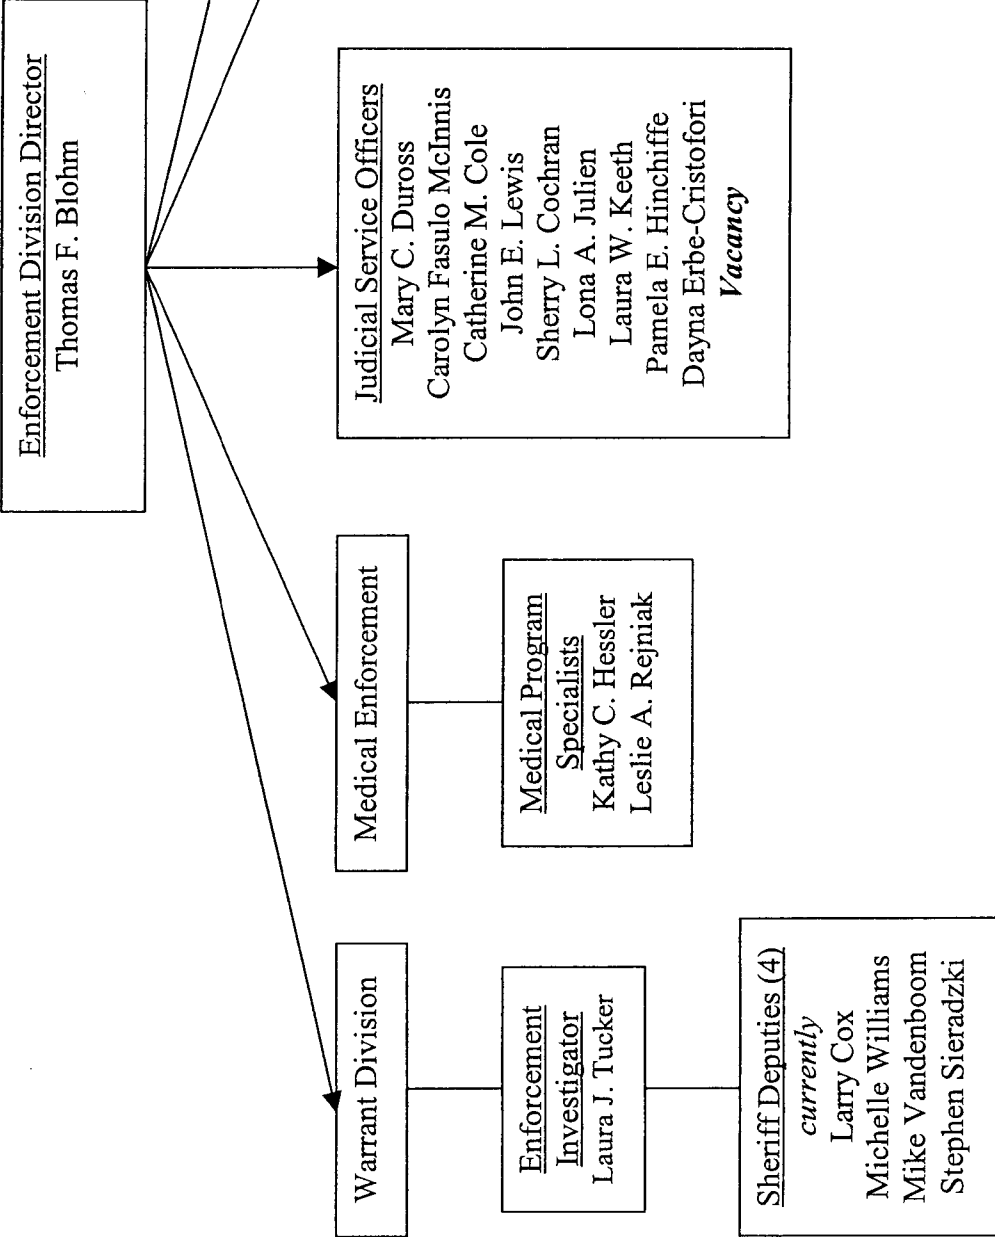 Enforcement Division Director
Thomas F. Blohm
Warrant Division
Enforcement
Investigator
Laura J. Tucker
Sheriff Deputies (4)
currently
Larry Cox
Michelle Williams
Mike Vandenboom
Stephen Sieradzki
Medical Enforcement
Medical Program
Specialists
Kathy C. Hessler
Leslie A. Rejniak
Judicial Service Officers
Mary C. Duross
Carolyn Fasulo McInnis
Catherine M. Cole
John E. Lewis
Sherry L. Cochran
Lona A. Julien
Laura W. Keeth
Pamela E. Hinchiffe
Dayna Erbe-Cristofori
Vacancy